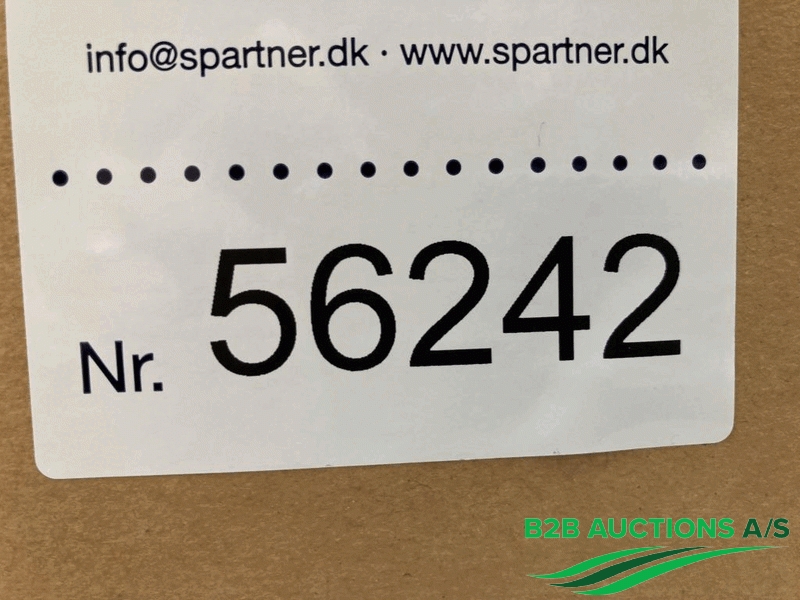 info@spartner.dk · www.spartner.dk
Nr. 56242
B2B AUCTIONS A/S